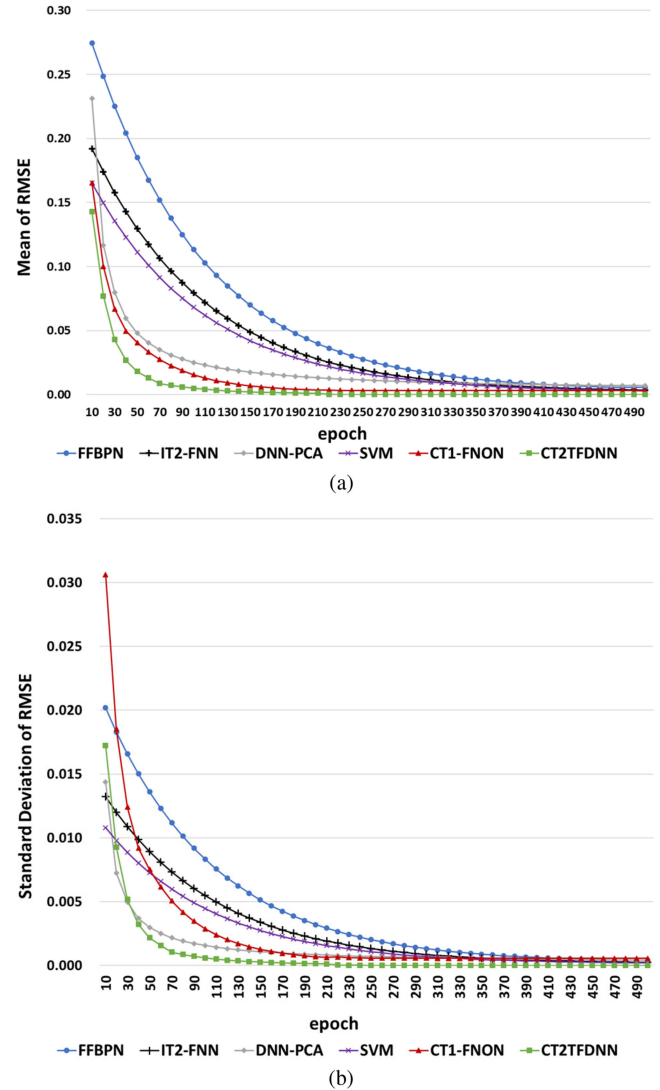 0.30
0.25
0.20
0.15
0.10
0.05
0.00
Mean of RMSE
10 30 50 70 90 110 130 150 170 190 210 230 250 270 290 310 330 350 370 390 410 430 450 470 490
epoch
FFBPN IT2-FNN DNN-PCA SVM CT1-FNON CT2TFDNN
(a)
0.035
0.030
0.025
0.020
0.015
0.010
0.005
0.000
Standard Deviation of RMSE
10 30 50 70 90 110 130 150 170 190 210 230 250 270 290 310 330 350 370 390 410 430 450 470 490
epoch
FFBPN IT2-FNN DNN-PCA SVM CT1-FNON CT2TFDNN
(b)